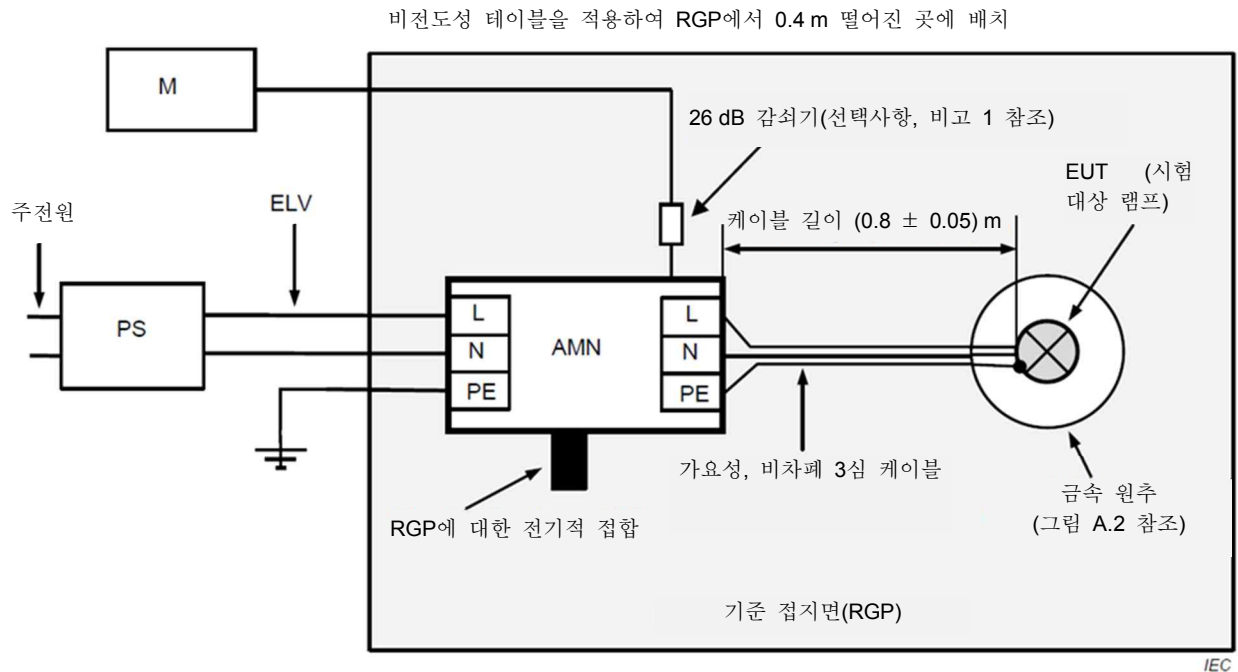 비전도성 테이블을 적용하여 RGP에서 0.4 m 떨어진 곳에 배치
M
26 dB 감쇠기(선택사항, 비고 1 참조)
EUT (시험
대상 램프)
주전원
ELV
케이블 길이 (0.8 ± 0.05) m
PS
L
N
PE
AMN
L
N
PE
가요성, 비차폐 3심 케이블
RGP에 대한 전기적 접합
금속 원추
(그림 A.2 참조)
기준 접지면(RGP)
IEC